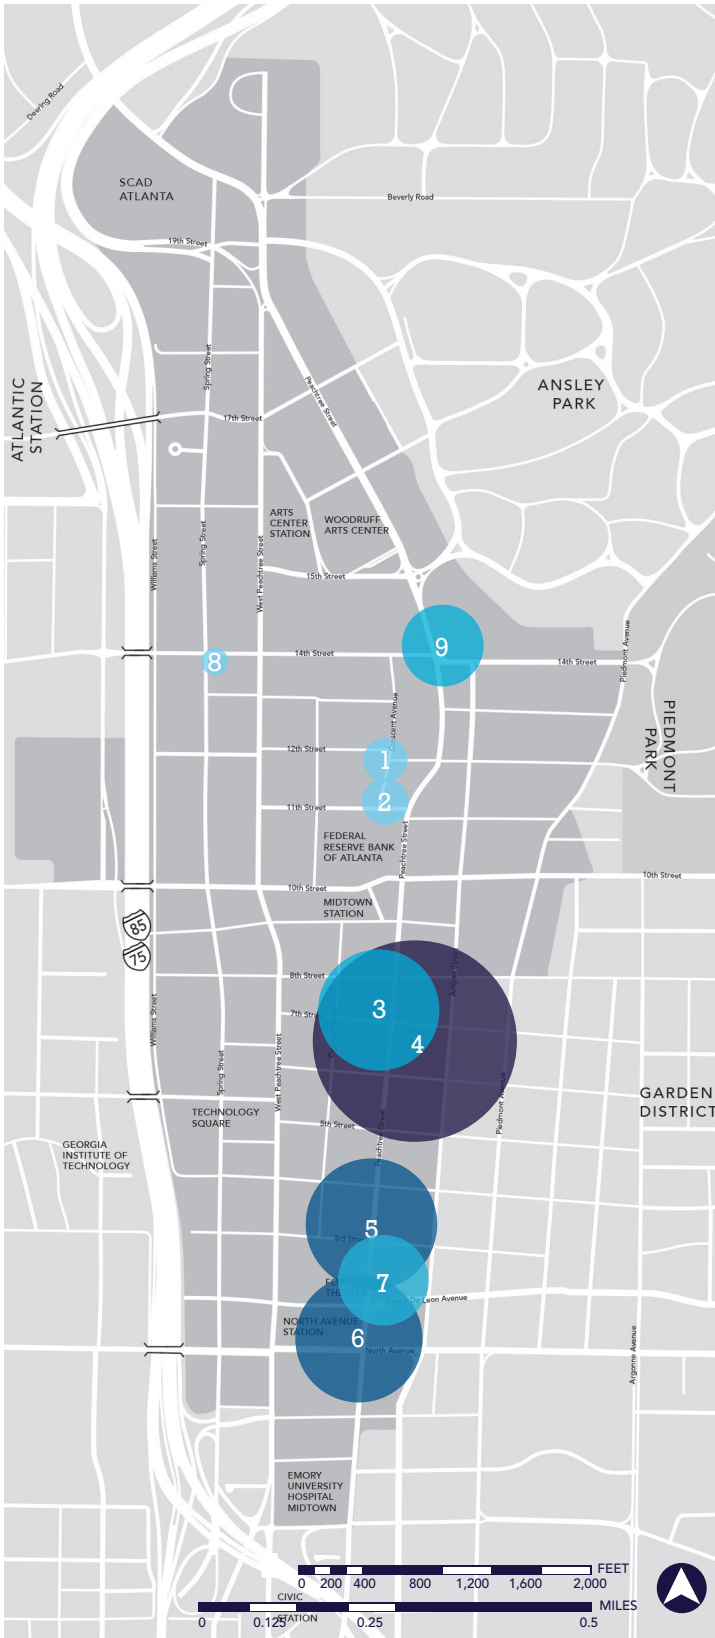 Deering Road
SCAD
ATLANTA
Beverly Road
19th Street
Spring Street
Peachtree Street
ATLANTIC
STATION
ANSLEY
PARK
17th Street
ARTS
CENTER
STATION
WOODRUFF
ARTS CENTER
Williams Street
Spring Street
West Peachtree Street
15th Street
9
8
14th Street
14th Street
Piedmont Avenue
PIEDMONT
PARK
Crescent Avenue
12th Street
1
2
11th Street
FEDERAL
RESERVE BANK
OF ATLANTA
Peachtree Street
10th Street
10th Street
MIDTOWN
STATION
85
75
8th Street
Juniper Street
3
7th Stre
4
Williams Street
Spring Street
West Peachtree Street
Piedmont Avenue
GARDEN
DISTRICT
TECHNOLOGY
SQUARE
5th Street
Peachtree Street
GEORGIA
INSTITUTE OF
TECHNOLOGY
5
3rd Stre
7
De Leon Avenue
NORTH AVENUE
STATION
6
North Avenue
Argonne Avenue
EMORY
UNIVERSITY
HOSPITAL
MIDTOWN
FEET
0 200 400 800 1,200 1,600 2,000
CIVIC
STATION
MILES
0 0.125 0.25 0.5